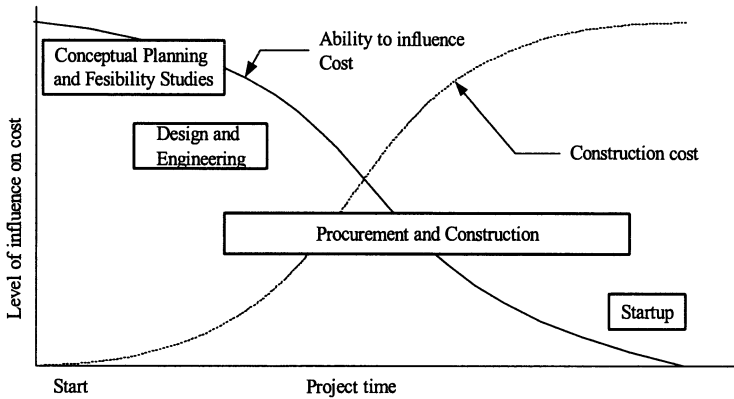 Ability to influence
Cost
Conceptual Planning
and Fesibility Studies
Design and
Engineering
Construction cost
Procurement and Construction
Startup
Level of influence on cost
Start
Project time